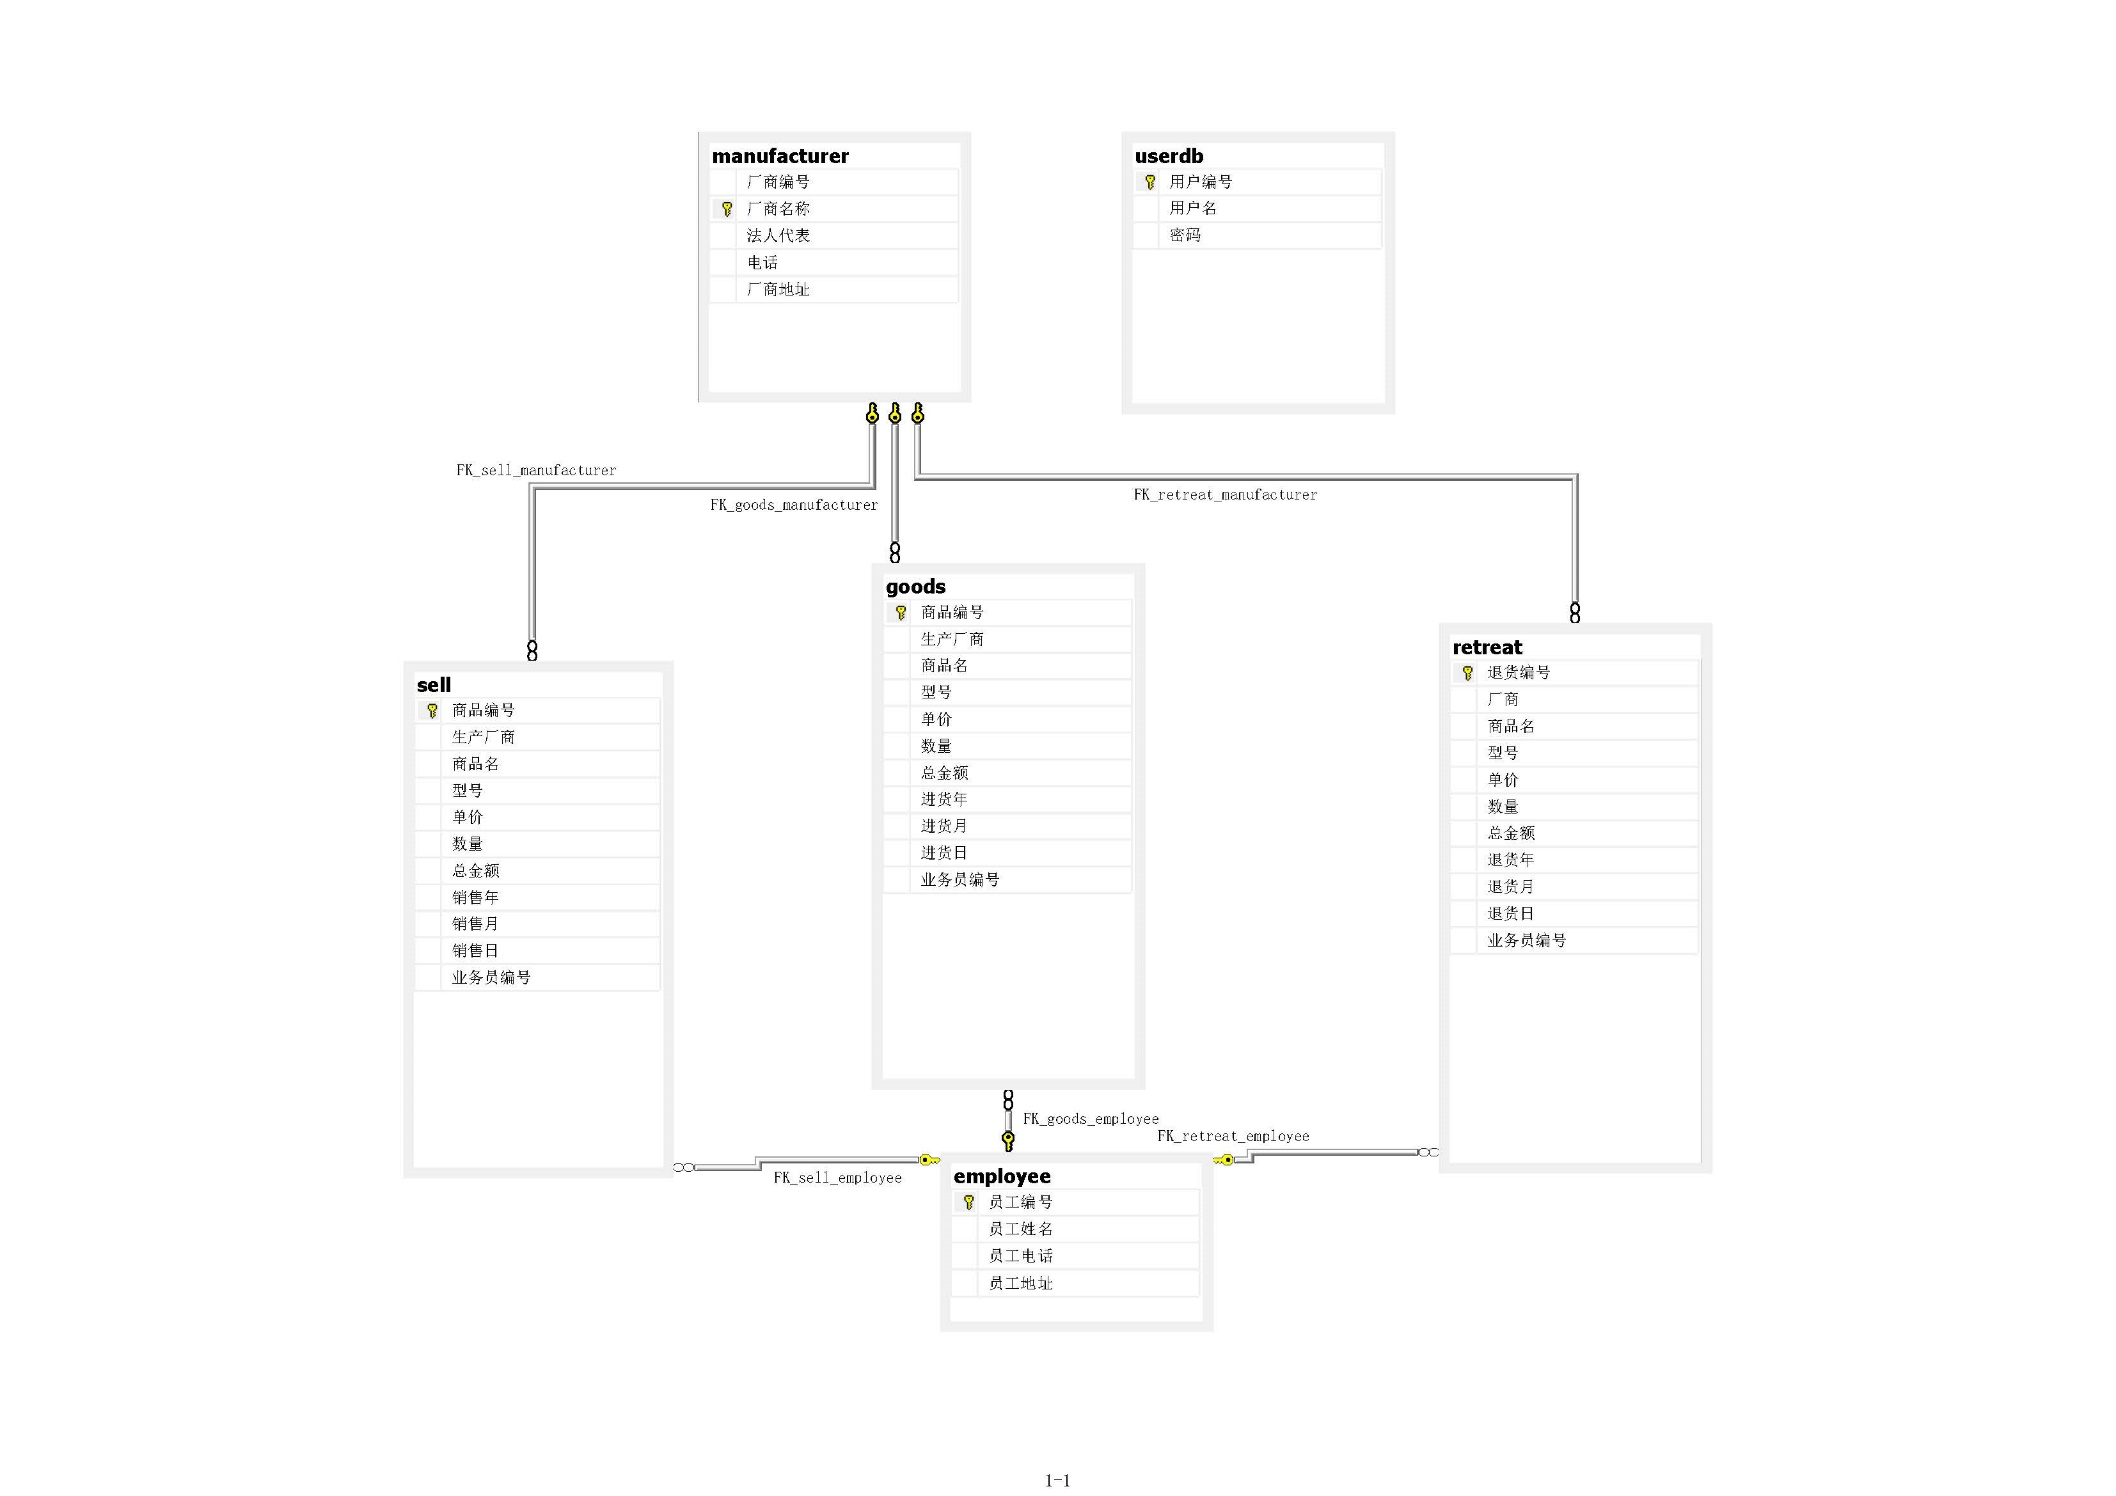 manufacturer
厂商编号
厂商名称
法人代表
电话
厂商地址
userdb
用户编号
用户名
密码
FK_sell_manufacturer
FK_goods_manufacturer
FK_retreat_manufacturer
goods
商品编号
生产厂商
商品名
型号
单价
数量
总金额
进货年
进货月
进货日
业务员编号
retreat
退货编号
厂商
商品名
型号
单价
数量
总金额
退货年
退货月
退货日
业务员编号
sell
商品编号
生产厂商
商品名
型号
单价
数量
总金额
销售年
销售月
销售日
业务员编号
FK_goods_employee
FK_retreat_employee
FK_sell_employee
employee
员工编号
员工姓名
员工电话
员工地址
1-1